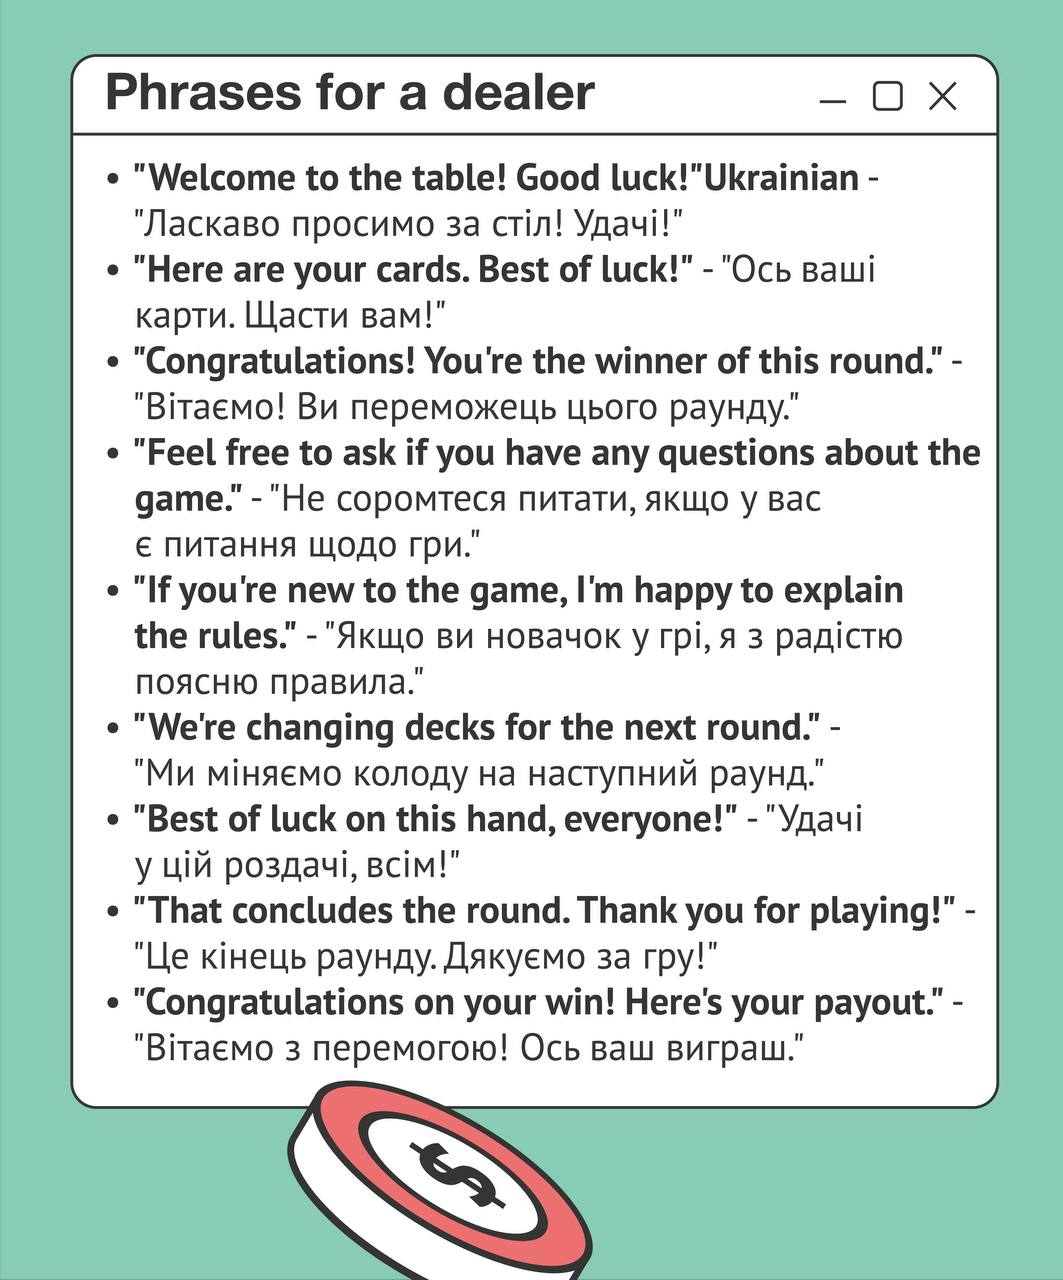 Phrases for a dealer
• "Welcome to the table! Good luck!"Ukrainian -
"Ласкаво просимо за стіл! Удачі!"
• "Here are your cards. Best of luck!" - "Ось ваші
карти. Щасти вам!"
• "Congratulations! You're the winner of this round." -
"Вітаємо! Ви переможець цього раунду."
• "Feel free to ask if you have any questions about the
game." - "Не соромтеся питати, якщо у вас
є питання щодо гри."
• "If you're new to the game, I'm happy to explain
the rules." - "Якщо ви новачок у грі, я з радістю
поясню правила."
• "We're changing decks for the next round." -
"Ми міняємо колоду на наступний раунд."
• "Best of luck on this hand, everyone!" - "Удачі
у цій роздачі, всім!"
• "That concludes the round. Thank you for playing!" -
"Це кінець раунду. Дякуємо за гру!"
• "Congratulations on your win! Here's your payout." -
"Вітаємо з перемогою! Ось ваш виграш."
$